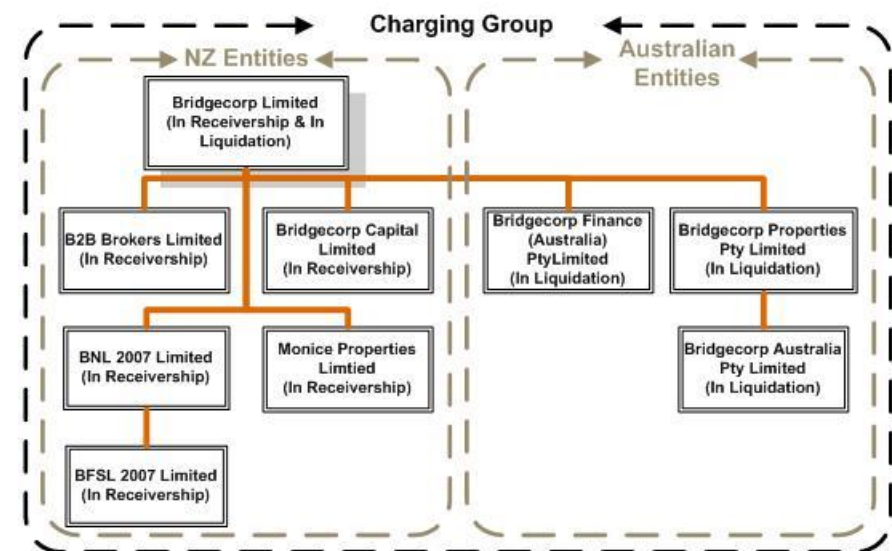 Charging Group
NZ Entities
Australian
Entities
Bridgecorp Limited
(In Receivership & In
Liquidation)
B2B Brokers Limited
(In Receivership)
Bridgecorp Capital
Limited
(In Receivership)
Bridgecorp Finance
(Australia)
PtyLimited
(In Liquidation)
Bridgecorp Properties
Pty Limited
(In Liquidation)
BNL 2007 Limited
(In Receivership)
Monice Properties
Limtied
(In Receivership)
Bridgecorp Australia
Pty Limited
(In Liquidation)
BFSL 2007 Limited
(In Receivership)